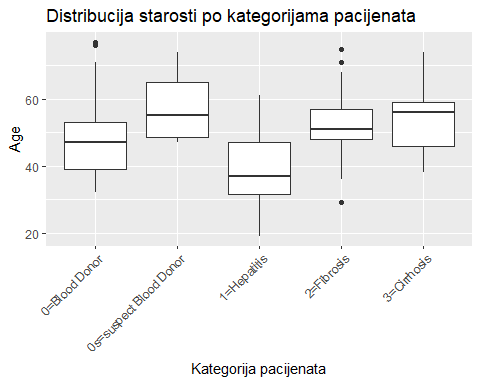 Distribucija starosti po kategorijama pacijenata
Age
60
40
20
0=Blood Donor
0s=suspect Blood Donor
1=Hepatitis
2=Fibrosis
3=Cirrhosis
Kategorija pacijenata